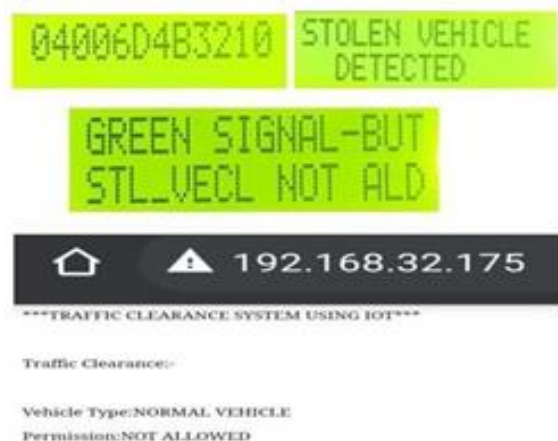 04006D4B3210
STOLEN VEHICLE
DETECTED
GREEN SIGNAL-BUT
STL_VECL NOT ALD
192.168.32.175
***TRAFFIC CLEARANCE SYSTEM USING IOT***
Traffic Clearance:-
Vehicle Type:NORMAL VEHICLE
Permission:NOT ALLOWED